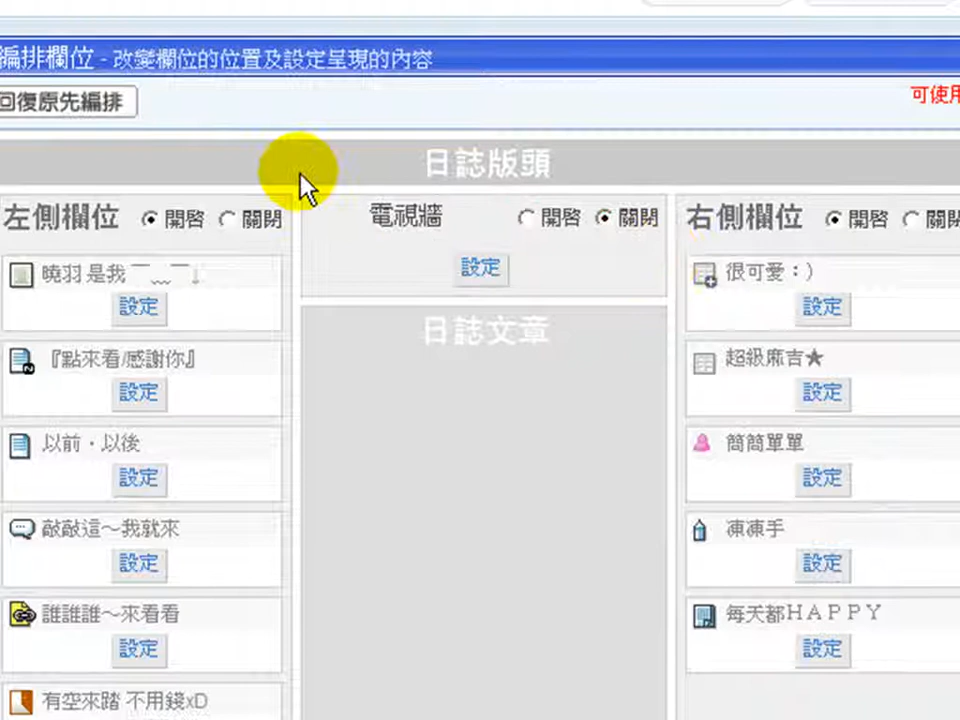 編排欄位 - 改變欄位的位置及設定呈現的內容
回復原先編排
可使用
日誌版頭
左側欄位 開啓 關閉
曉羽 是我
設定
『點來看/感謝你』
設定
以前‧以後
設定
敲敲這～我就來
設定
誰誰誰～來看看
設定
有空來踏 不用錢xD
電視牆 開啓 關閉
設定
日誌文章
右側欄位 開啓 關閉
很可愛：)
設定
超級麻吉★
設定
簡簡單單
設定
凍凍手
設定
每天都ＨＡＰＰＹ
設定